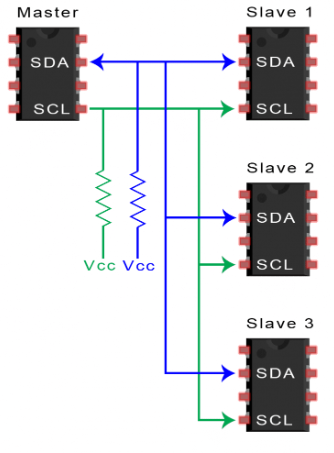 Master
Slave 1
SDA
SDA
SCL
SCL
Slave 2
SDA
Vcc
Vcc
SCL
Slave 3
SDA
SCL